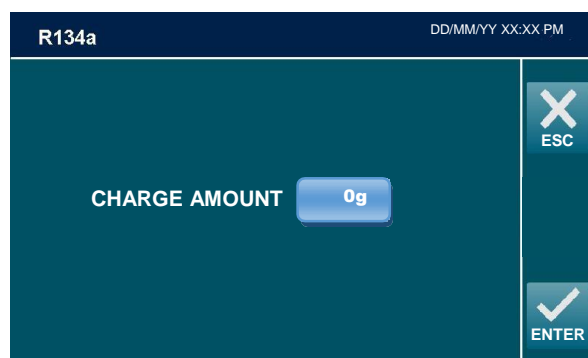 R134a
DD/MM/YY XX:XX PM
ESC
CHARGE AMOUNT 0g
ENTER